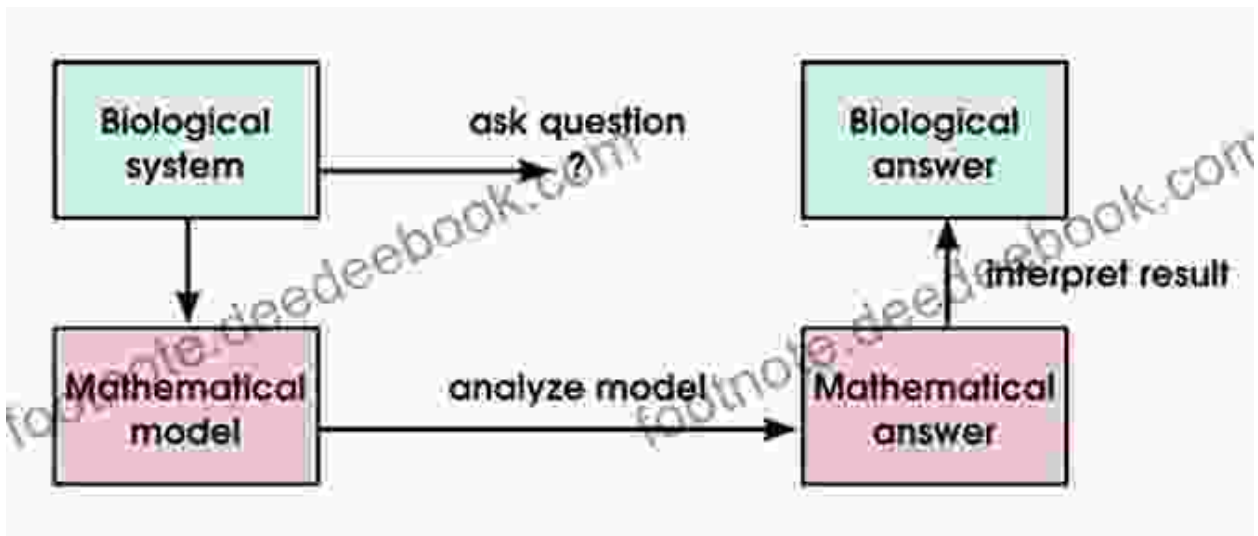 Biological
system
ask question
?
Biological
answer
interpret result
Mathematical
model
analyze model
Mathematical
answer
footnote.deedeebook.com
footnote.deedeebook.com